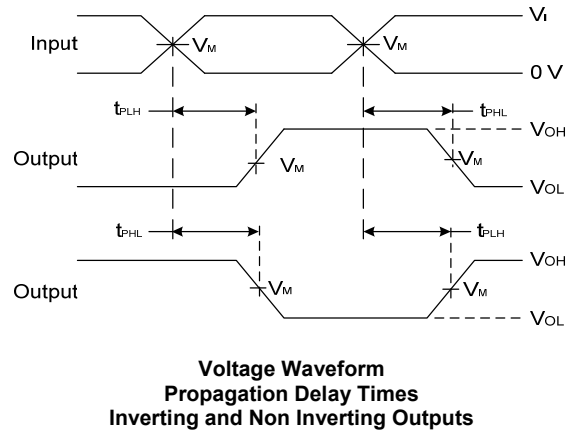 Input
VM
VM
VI
0 V
tPLH
tPHL
VOH
Output
VM
VM
VOL
tPHL
tPLH
VOH
Output
VM
VM
VOL
Voltage Waveform
Propagation Delay Times
Inverting and Non Inverting Outputs